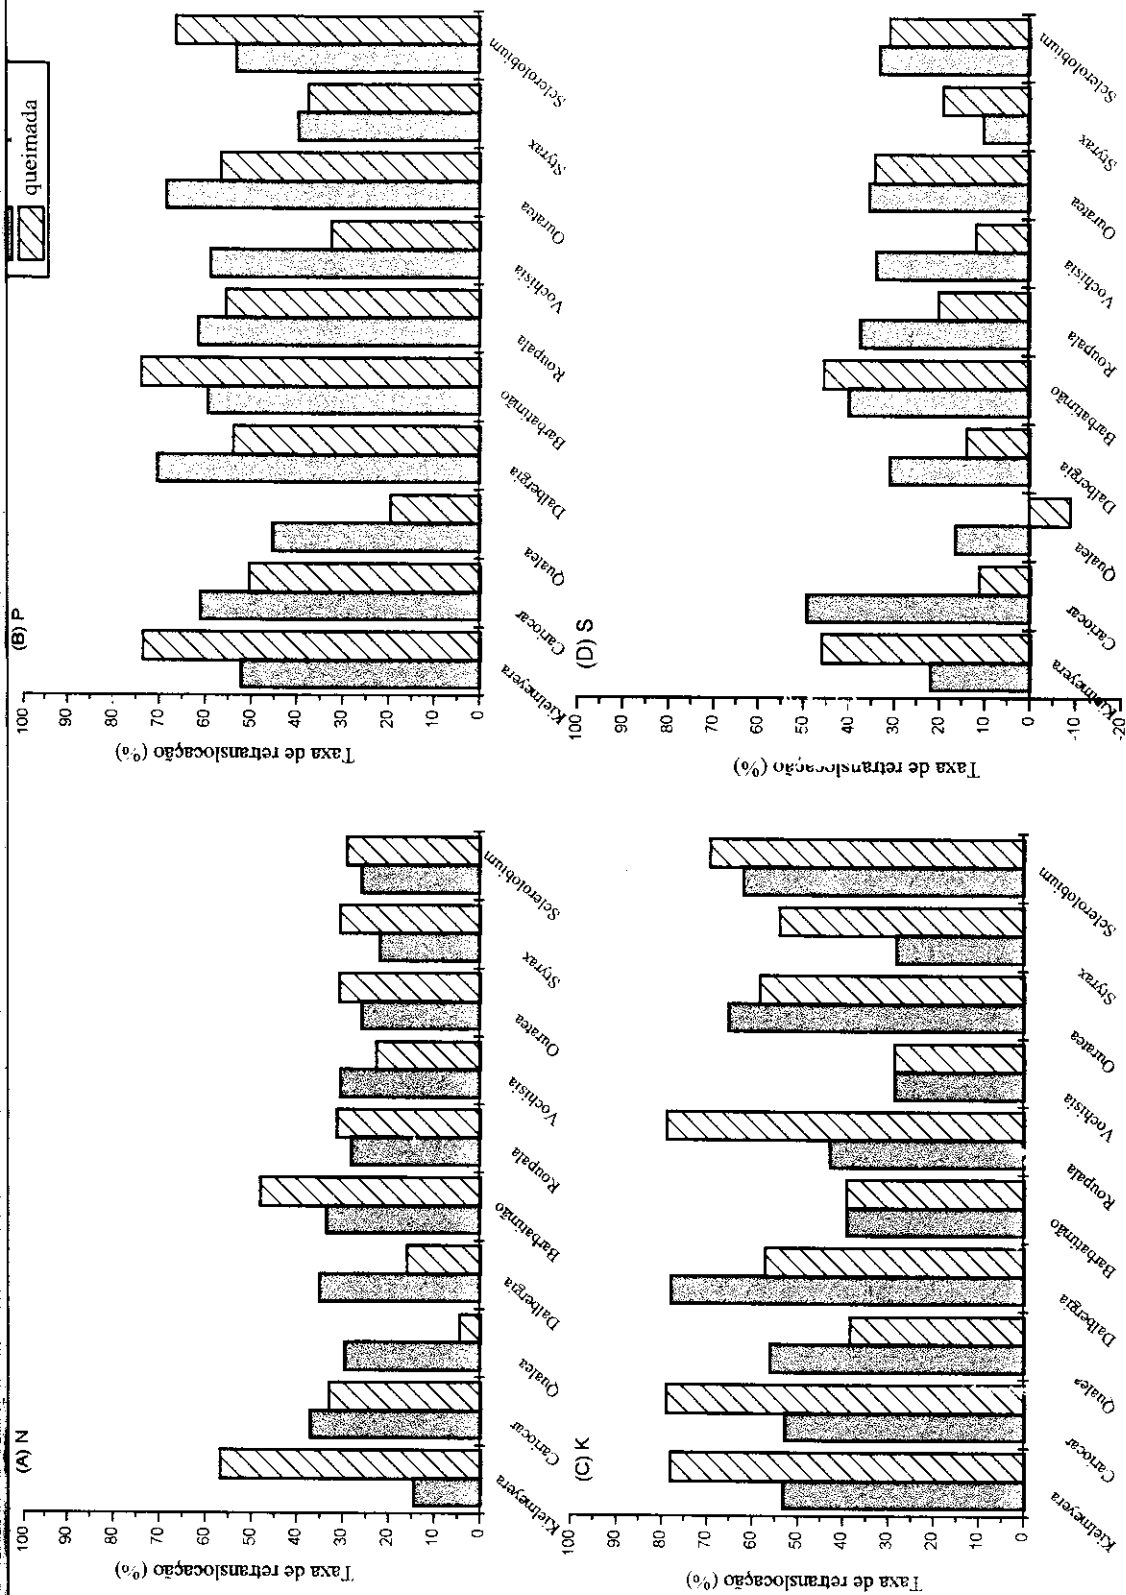 queimada
(A) N
Taxa de retranslocação (%)
100
90
80
70
60
50
40
30
20
10
0
Kielmeyera
Cariocar
Qualea
Dalbergia
Barbatimão
Roupala
Vochisia
Ouratea
Styrax
Sclerolobium
(B) P
Taxa de retranslocação (%)
100
90
80
70
60
50
40
30
20
10
0
Kielmeyera
Cariocar
Qualea
Dalbergia
Barbatimão
Roupala
Vochisia
Ouratea
Styrax
Sclerolobium
(C) K
Taxa de retranslocação (%)
100
90
80
70
60
50
40
30
20
10
0
Kielmeyera
Cariocar
Qualea
Dalbergia
Barbatimão
Roupala
Vochisia
Ouratea
Styrax
Sclerolobium
(D) S
Taxa de retranslocação (%)
100
90
80
70
60
50
40
30
20
10
0
-10
-20
Kielmeyera
Cariocar
Qualea
Dalbergia
Barbatimão
Roupala
Vochisia
Ouratea
Styrax
Sclerolobium